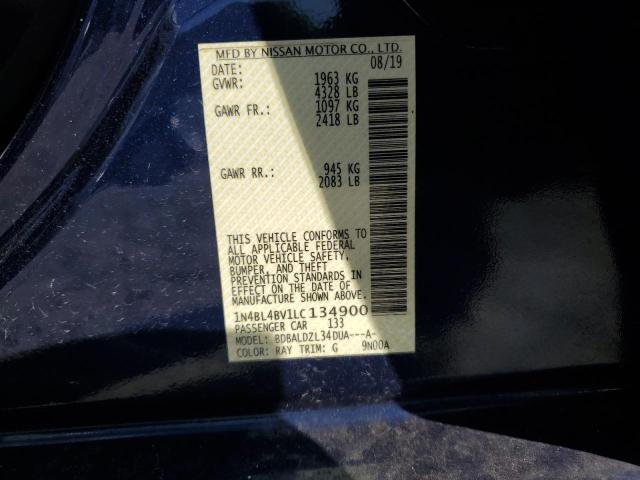 MFD BY NISSAN MOTOR CO., LTD.
DATE: 08/19
GVWR: 1963 KG
4328 LB
GAWR FR.: 1097 KG
2418 LB
GAWR RR.: 945 KG
2083 LB
THIS VEHICLE CONFORMS TO
ALL APPLICABLE FEDERAL
MOTOR VEHICLE SAFETY,
BUMPER, AND THEFT
PREVENTION STANDARDS IN
EFFECT ON THE DATE OF
MANUFACTURE SHOWN ABOVE.
1N4BL4BV1LC134900
PASSENGER CAR 133
MODEL: BDBALDZL34DUA---A-
COLOR: RAY TRIM: G 9N00A